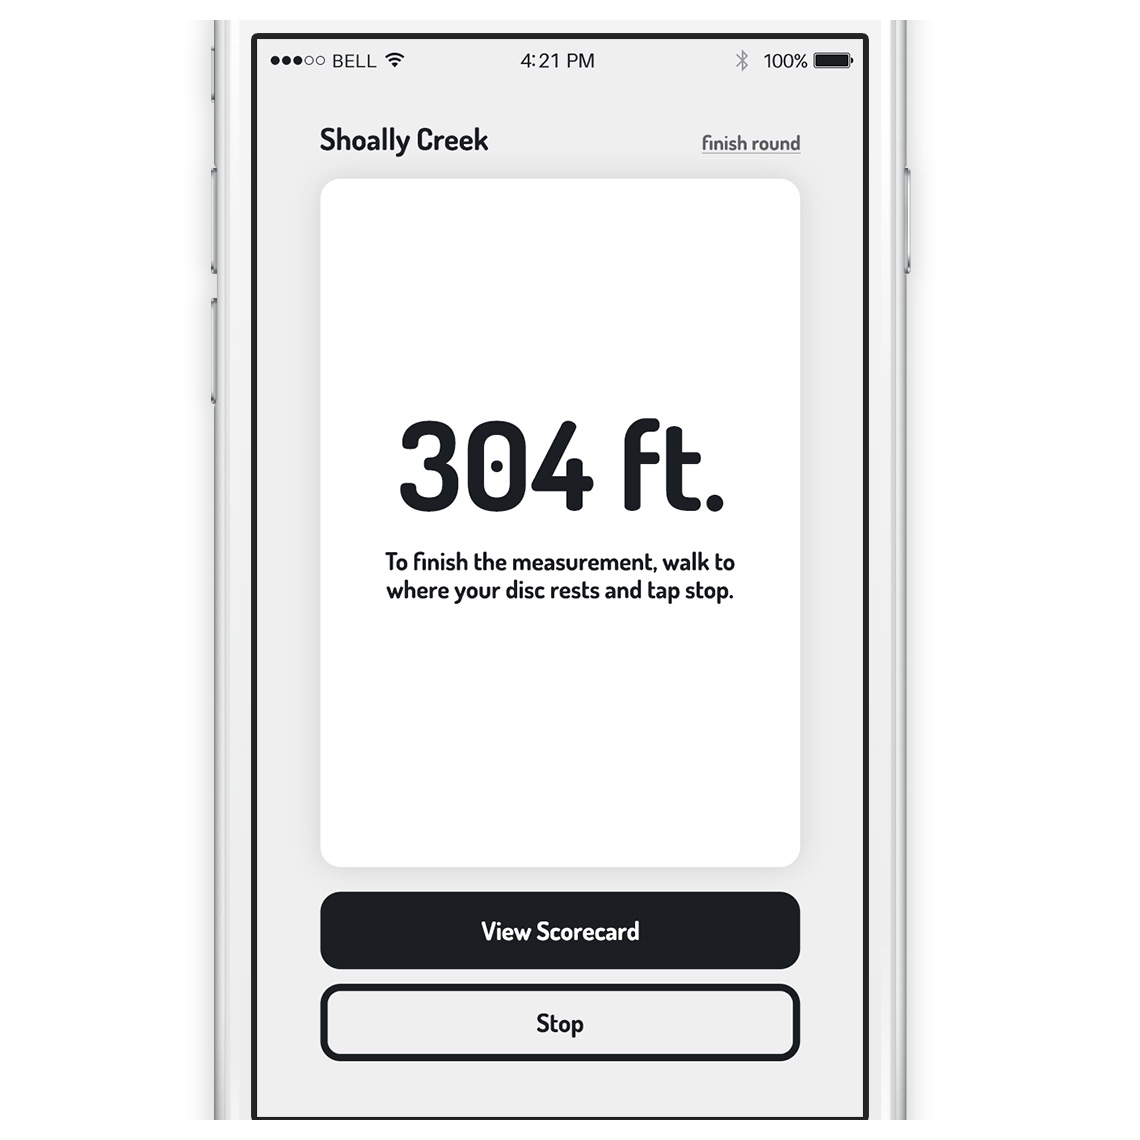 BELL 4:21 PM 100%
Shoally Creek finish round
304 ft.
To finish the measurement, walk to
where your disc rests and tap stop.
View Scorecard
Stop